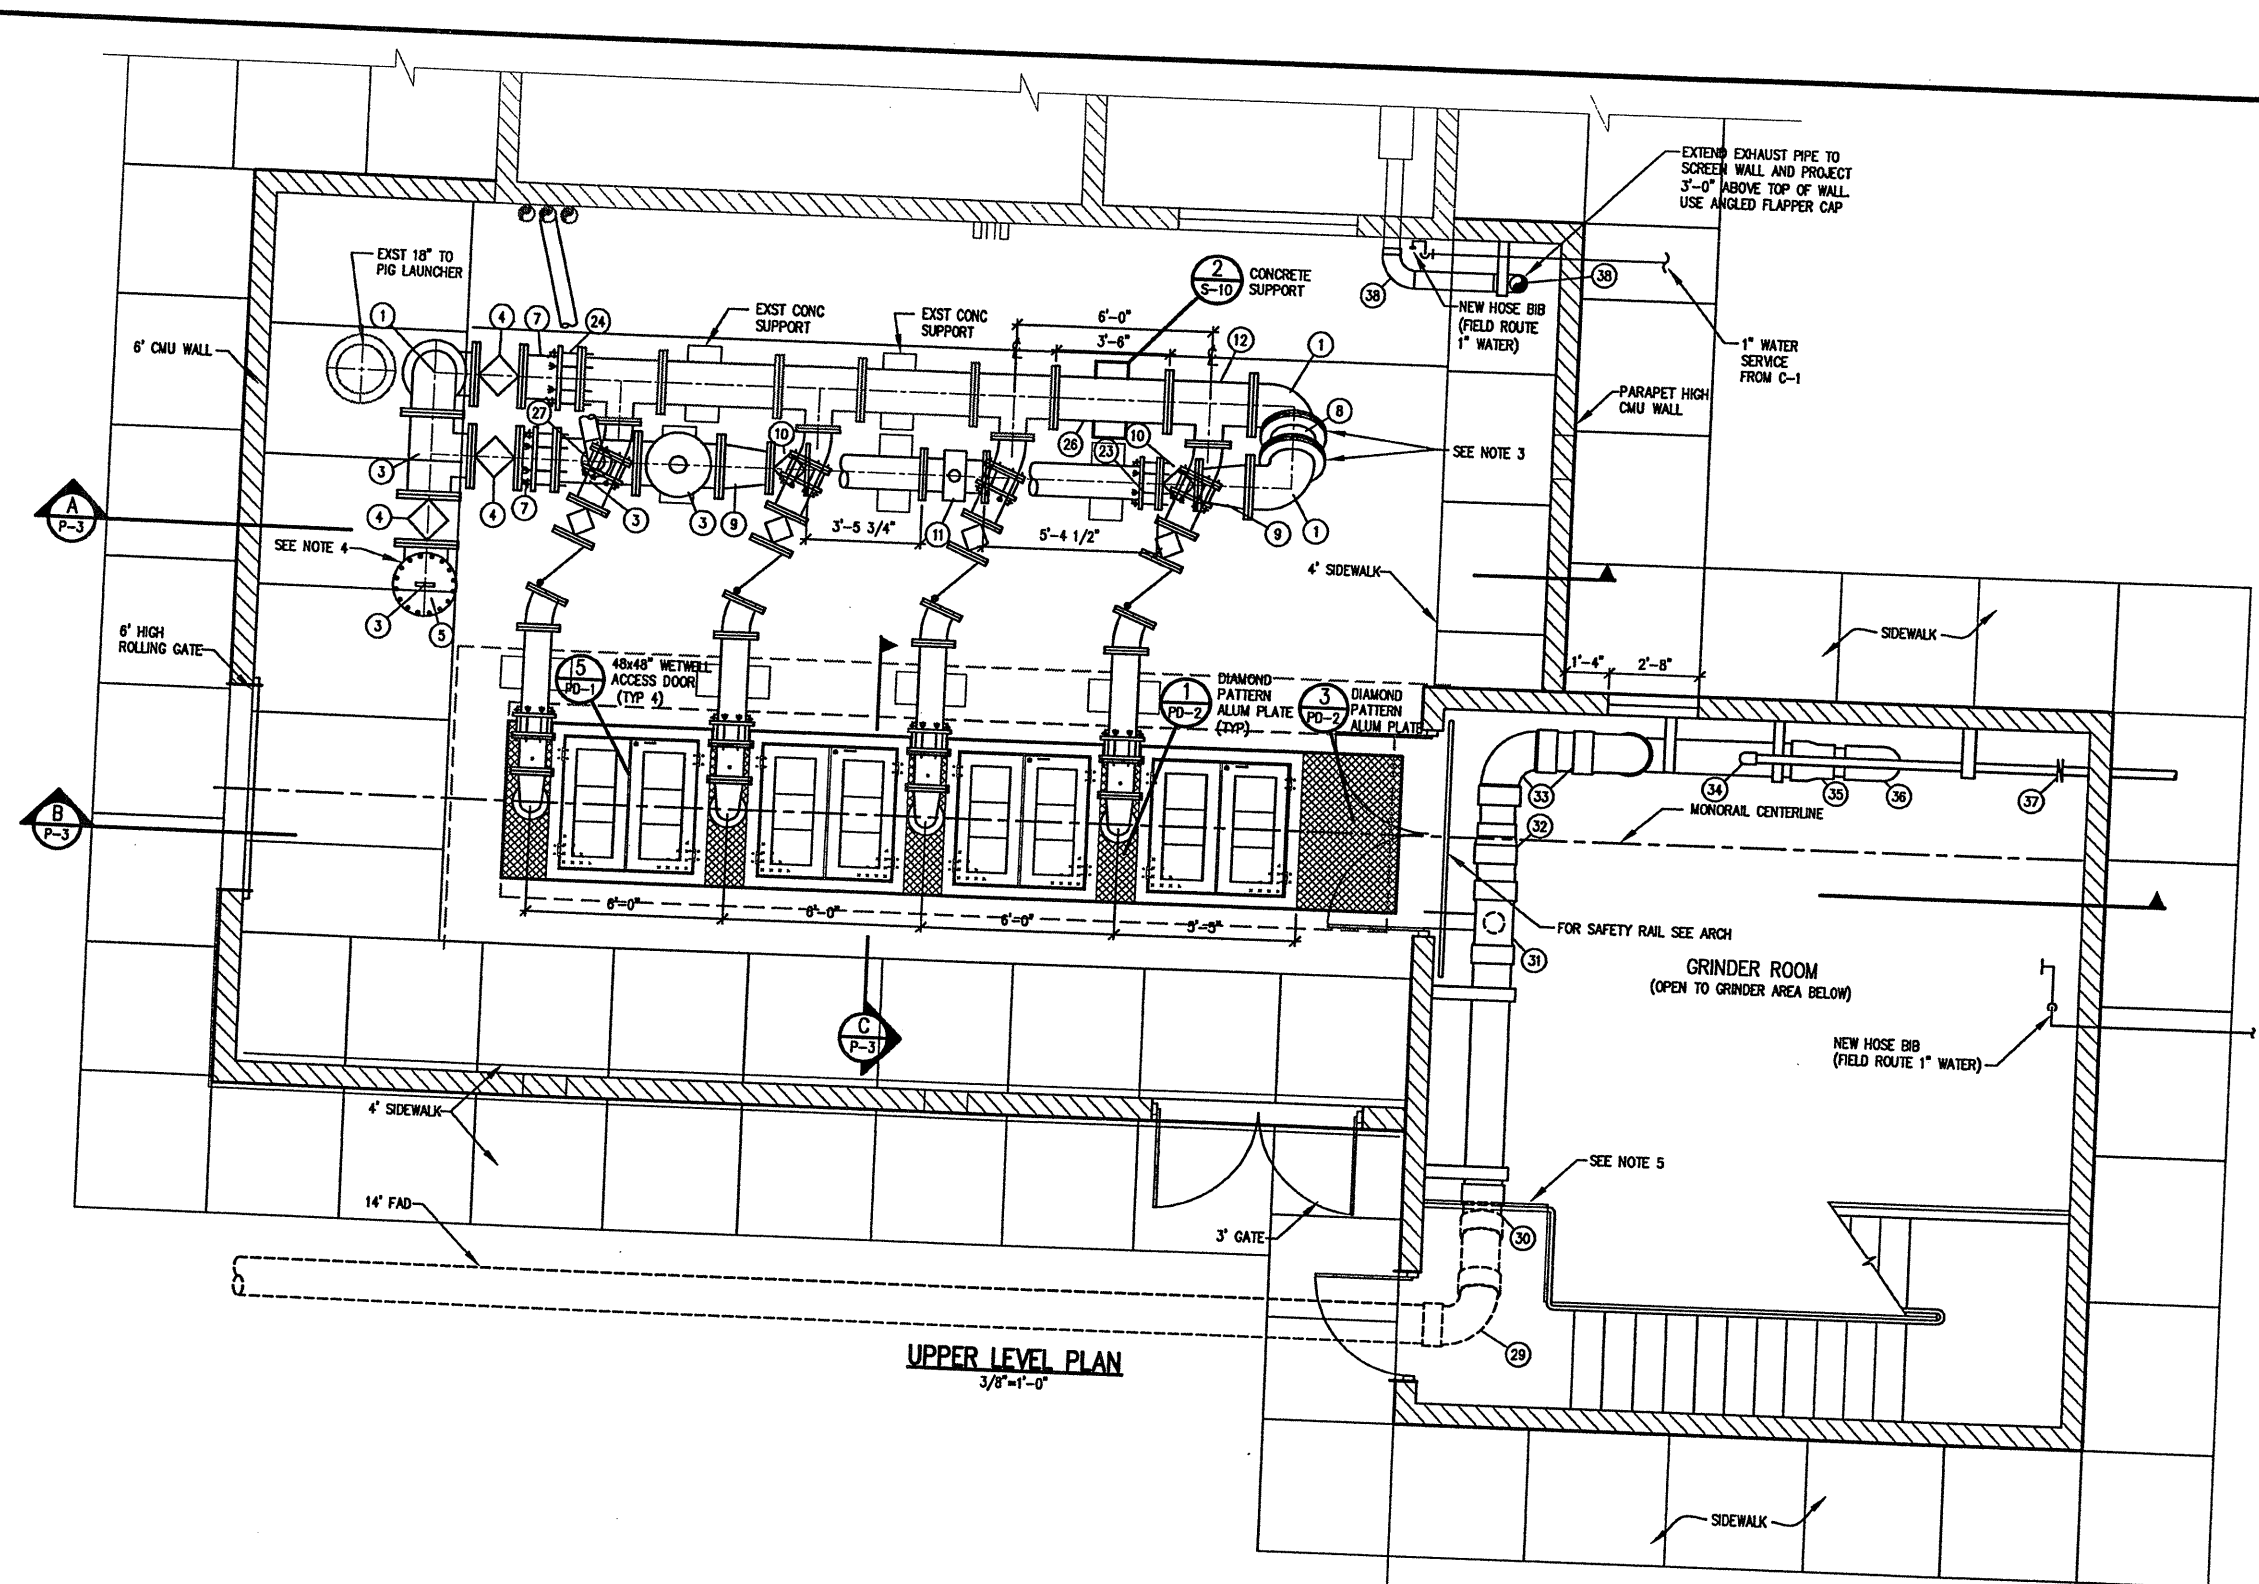 EXTEND EXHAUST PIPE TO
SCREEN WALL AND PROJECT
3'-0" ABOVE TOP OF WALL.
USE ANGLED FLAPPER CAP
EXST 18" TO
PIG LAUNCHER
2
S-10
CONCRETE
SUPPORT
38
38
NEW HOSE BIB
(FIELD ROUTE
1" WATER)
1" WATER
SERVICE
FROM C-1
6' CMU WALL
1
4
7
24
EXST CONC
SUPPORT
EXST CONC
SUPPORT
6'-0"
3'-6"
12
1
PARAPET HIGH
CMU WALL
27
10
26
23
10
8
SEE NOTE 3
3
4
7
3
3
9
3'-5 3/4"
11
5'-4 1/2"
9
1
A
P-3
4
SEE NOTE 4
3
5
4' SIDEWALK
SIDEWALK
6' HIGH
ROLLING GATE
5
PD-1
48x48" WETWELL
ACCESS DOOR
(TYP 4)
1
PD-2
DIAMOND
PATTERN
ALUM PLATE
(TYP)
3
PD-2
DIAMOND
PATTERN
ALUM PLATE
1'-4"
2'-8"
B
P-3
33
34
35
36
37
MONORAIL CENTERLINE
32
6'-0"
6'-0"
6'-0"
5'-5"
FOR SAFETY RAIL SEE ARCH
31
GRINDER ROOM
(OPEN TO GRINDER AREA BELOW)
C
P-3
NEW HOSE BIB
(FIELD ROUTE 1" WATER)
4' SIDEWALK
SEE NOTE 5
14" FAD
3' GATE
30
29
UPPER LEVEL PLAN
3/8"=1'-0"
SIDEWALK